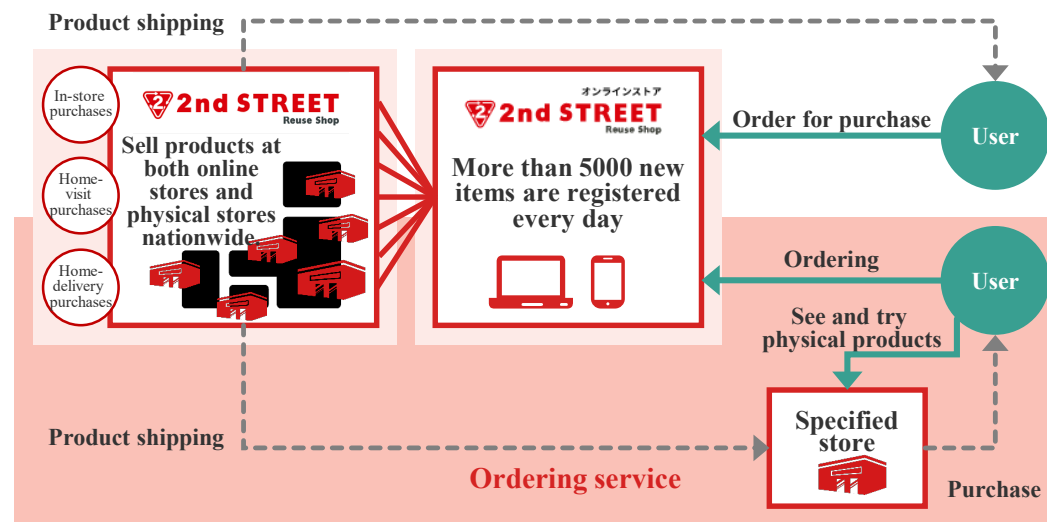 Product shipping
In-store
purchases
Home-
visit
purchases
Home-
delivery
purchases
2 2nd STREET
Reuse Shop
Sell products at
both online
stores and
physical stores
nationwide.
オンラインストア
2 2nd STREET
Reuse Shop
More than 5000 new
items are registered
every day
Order for purchase
User
Ordering
User
See and try
physical products
Product shipping
Specified
store
Ordering service
Purchase